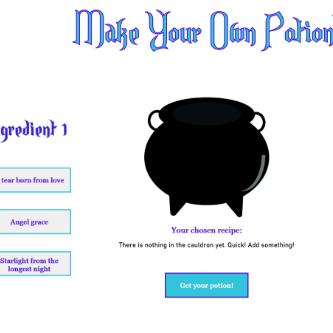 Make Your Own Potion
gredient 1
tear born from love
Angel grace
Starlight from the
longest night
Your chosen recipe:
There is nothing in the cauldron yet. Quick! Add something!
Get your potion!